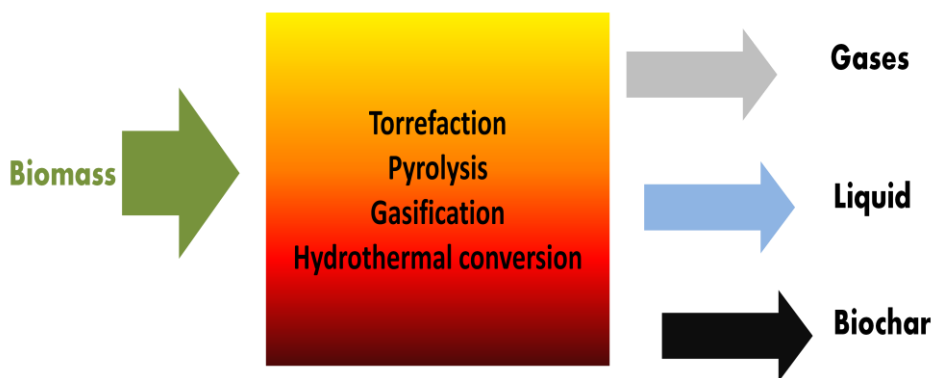 Biomass
Torrefaction
Pyrolysis
Gasification
Hydrothermal conversion
Gases
Liquid
Biochar